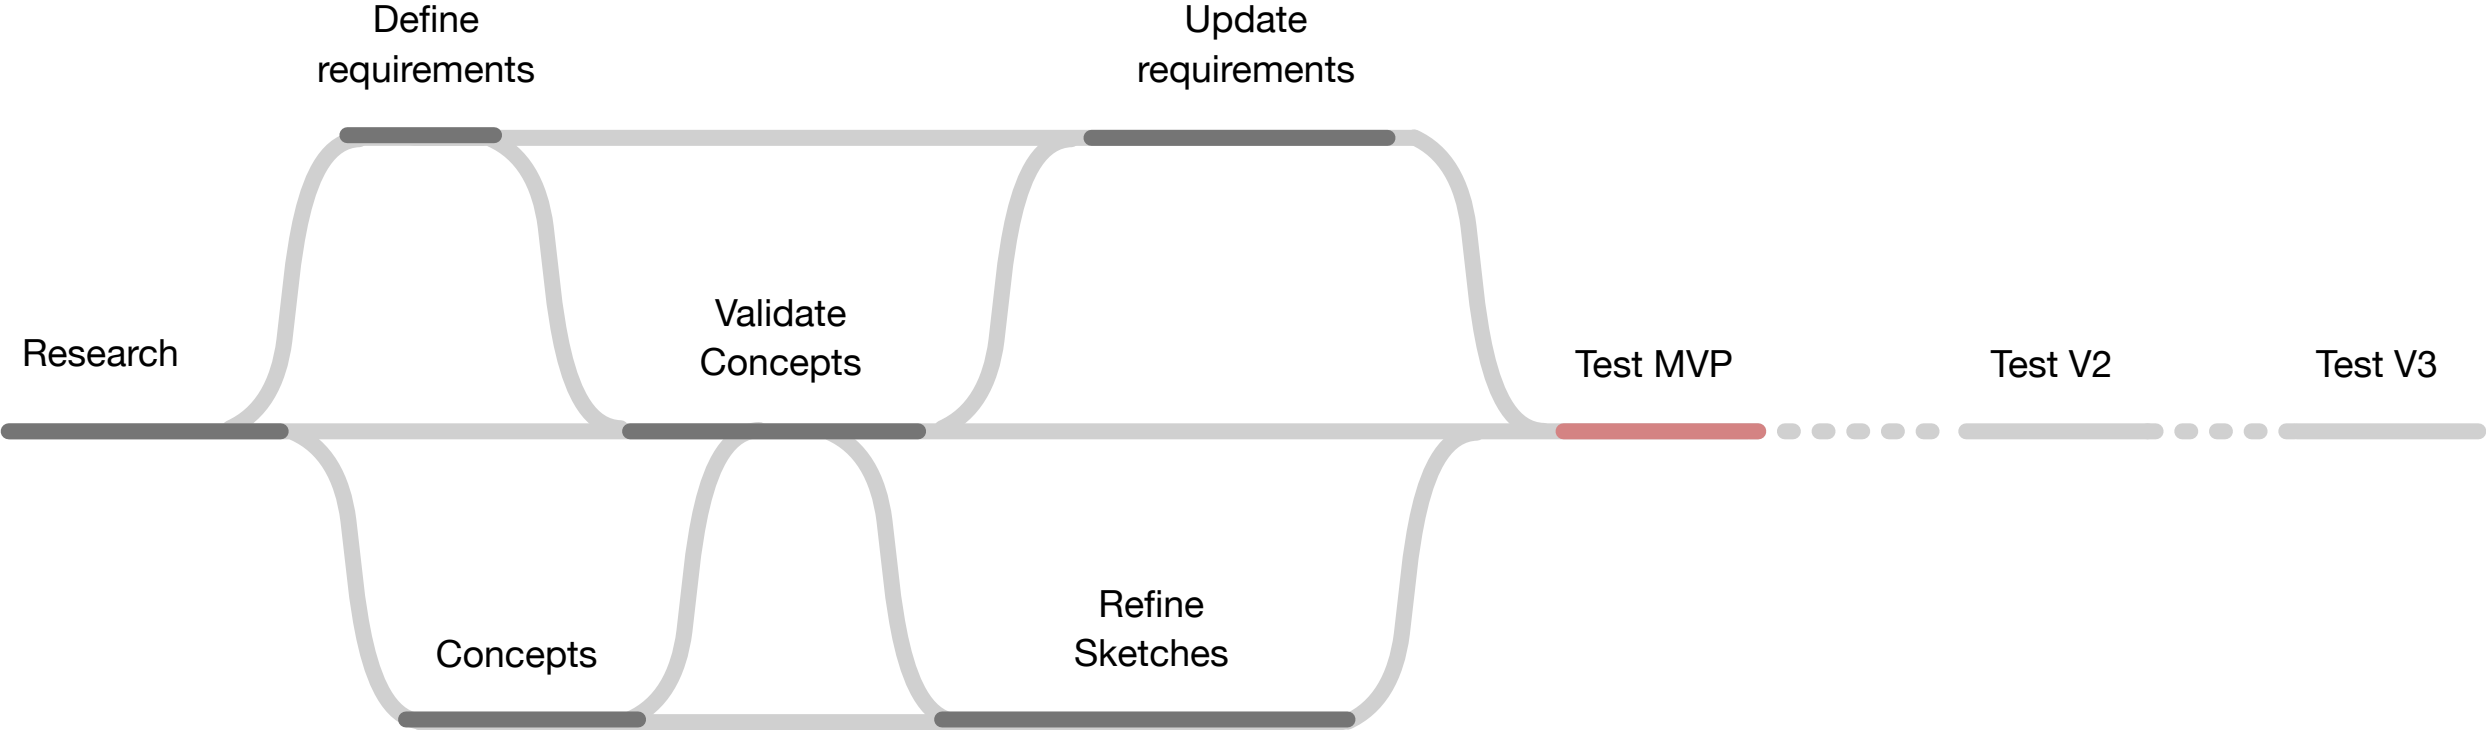 Define
requirements
Update
requirements
Research
Validate
Concepts
Test MVP
Test V2
Test V3
Concepts
Refine
Sketches